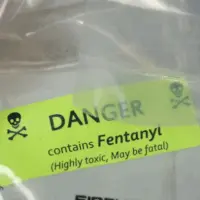 DANGER
contains Fentanyl
(Highly toxic, May be fatal)